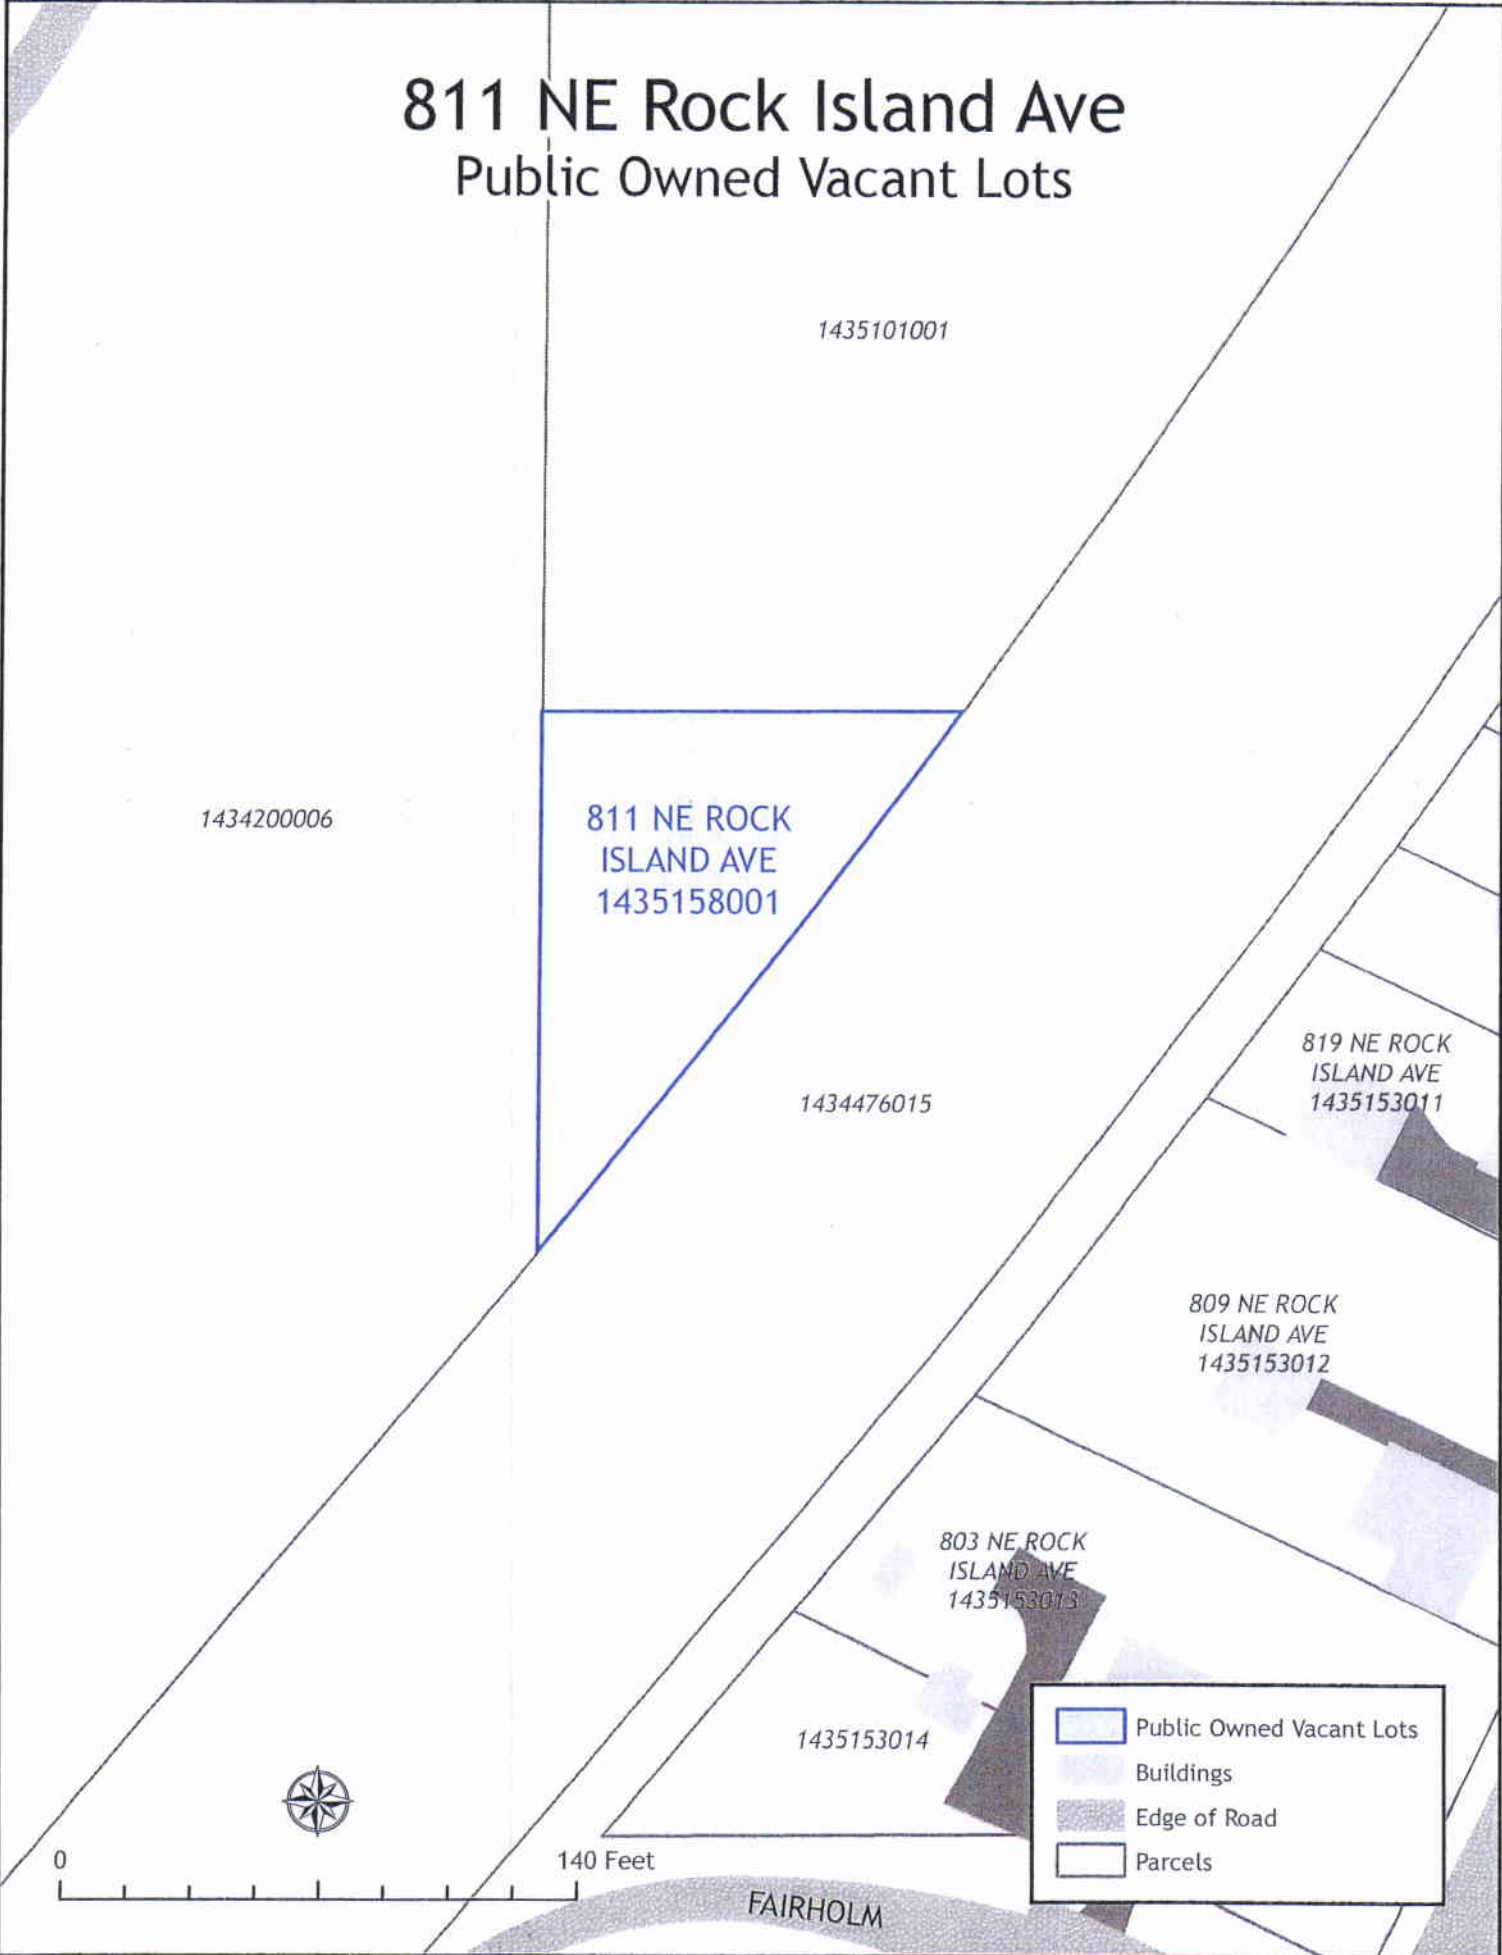 811 NE Rock Island Ave
Public Owned Vacant Lots
1435101001
1434200006
811 NE ROCK
ISLAND AVE
1435158001
819 NE ROCK
ISLAND AVE
1435153011
1434476015
809 NE ROCK
ISLAND AVE
1435153012
803 NE ROCK
ISLAND AVE
1435153013
1435153014
Public Owned Vacant Lots
Buildings
Edge of Road
Parcels
0
140 Feet
FAIRHOLM